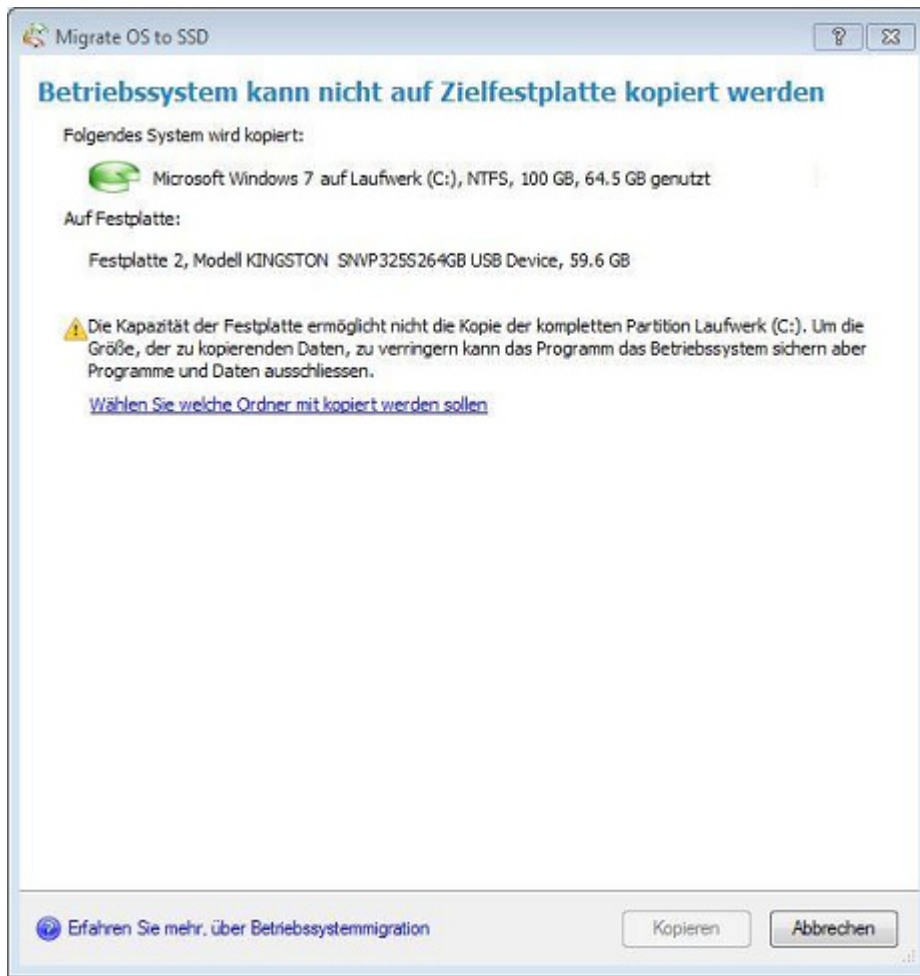 Migrate OS to SSD
Betriebssystem kann nicht auf Zielfestplatte kopiert werden
Folgendes System wird kopiert:
Microsoft Windows 7 auf Laufwerk (C:), NTFS, 100 GB, 64.5 GB genutzt
Auf Festplatte:
Festplatte 2, Modell KINGSTON SNVP325S264GB USB Device, 59.6 GB
Die Kapazität der Festplatte ermöglicht nicht die Kopie der kompletten Partition Laufwerk (C:). Um die
Größe, der zu kopierenden Daten, zu verringern kann das Programm das Betriebssystem sichern aber
Programme und Daten ausschliessen.
Wählen Sie welche Ordner mit kopiert werden sollen
Erfahren Sie mehr. über Betriebssystemmigration
Kopieren
Abbrechen